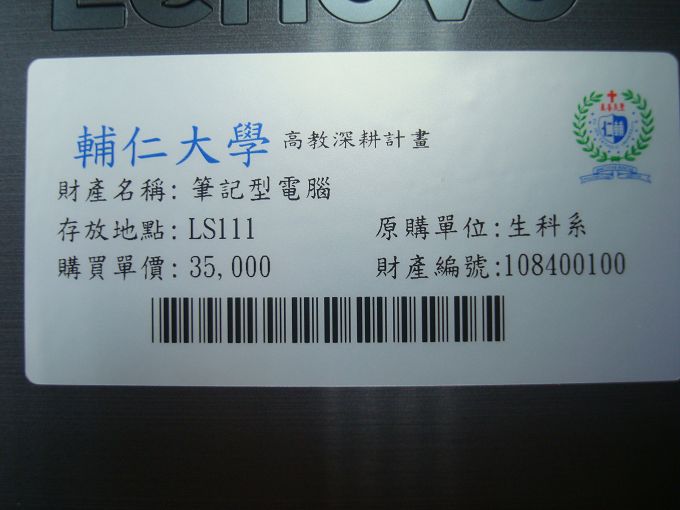 Lenovo
輔仁大學 高教深耕計畫
財產名稱: 筆記型電腦
存放地點: LS111 原購單位:生科系
購買單價: 35,000 財產編號:108400100